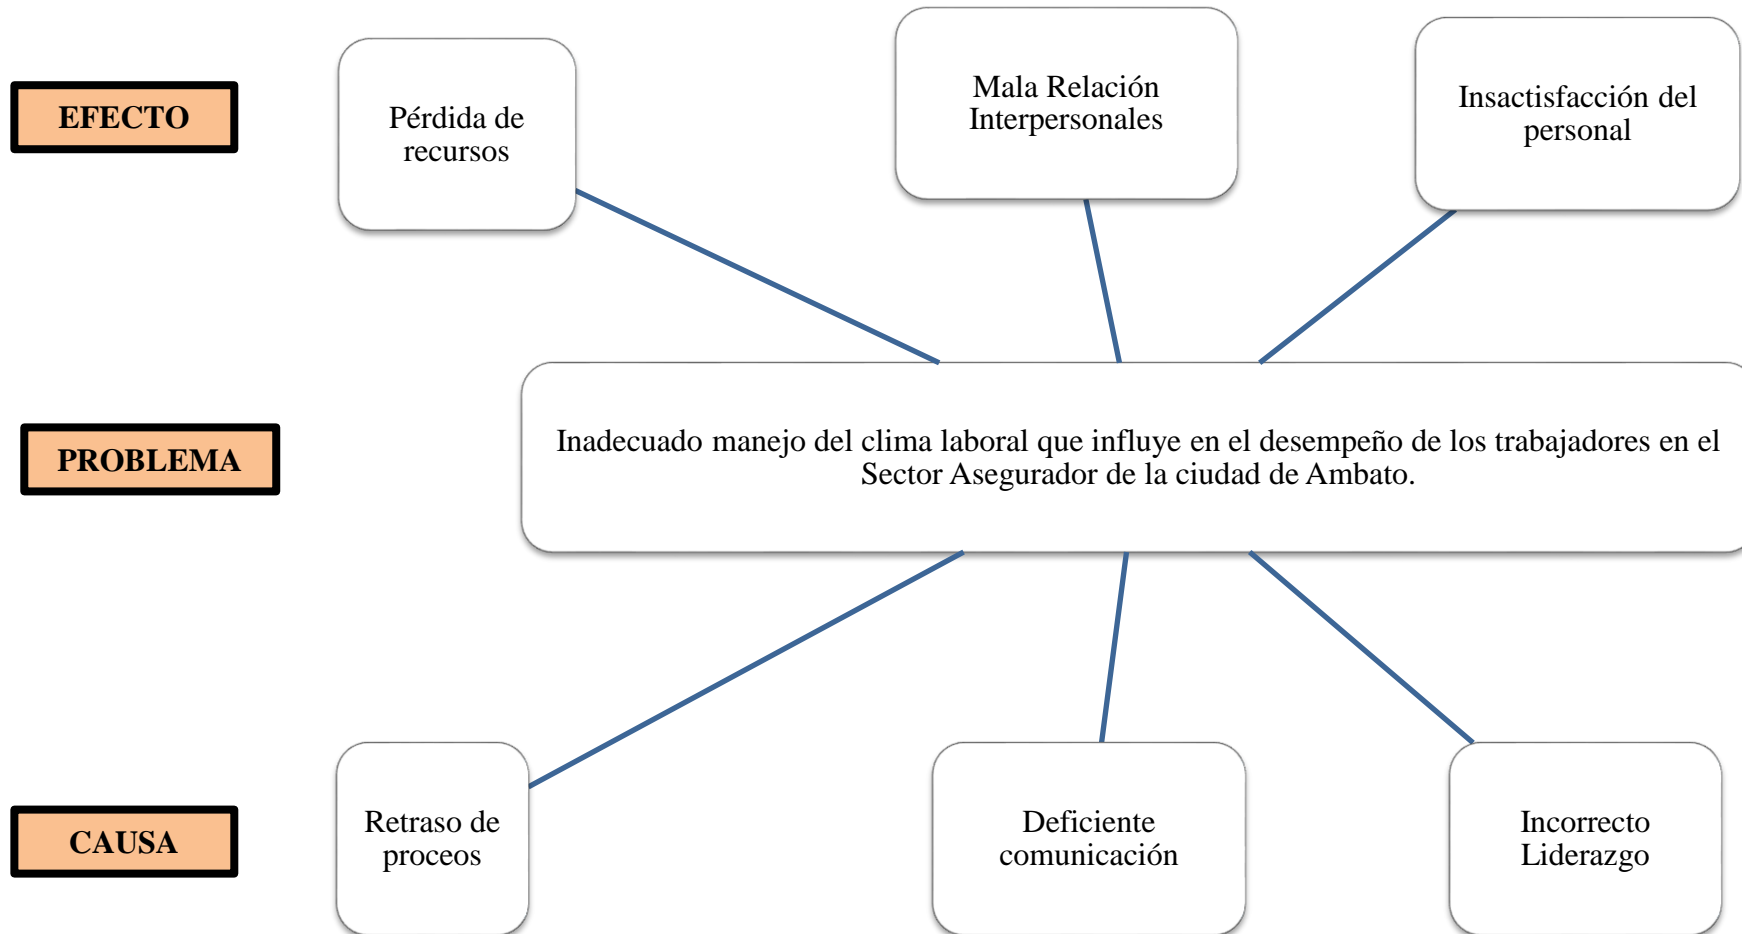 EFECTO
Pérdida de
recursos
Mala Relación
Interpersonales
Insactisfacción del
personal
PROBLEMA
Inadecuado manejo del clima laboral que influye en el desempeño de los trabajadores en el
Sector Asegurador de la ciudad de Ambato.
CAUSA
Retraso de
proceos
Deficiente
comunicación
Incorrecto
Liderazgo